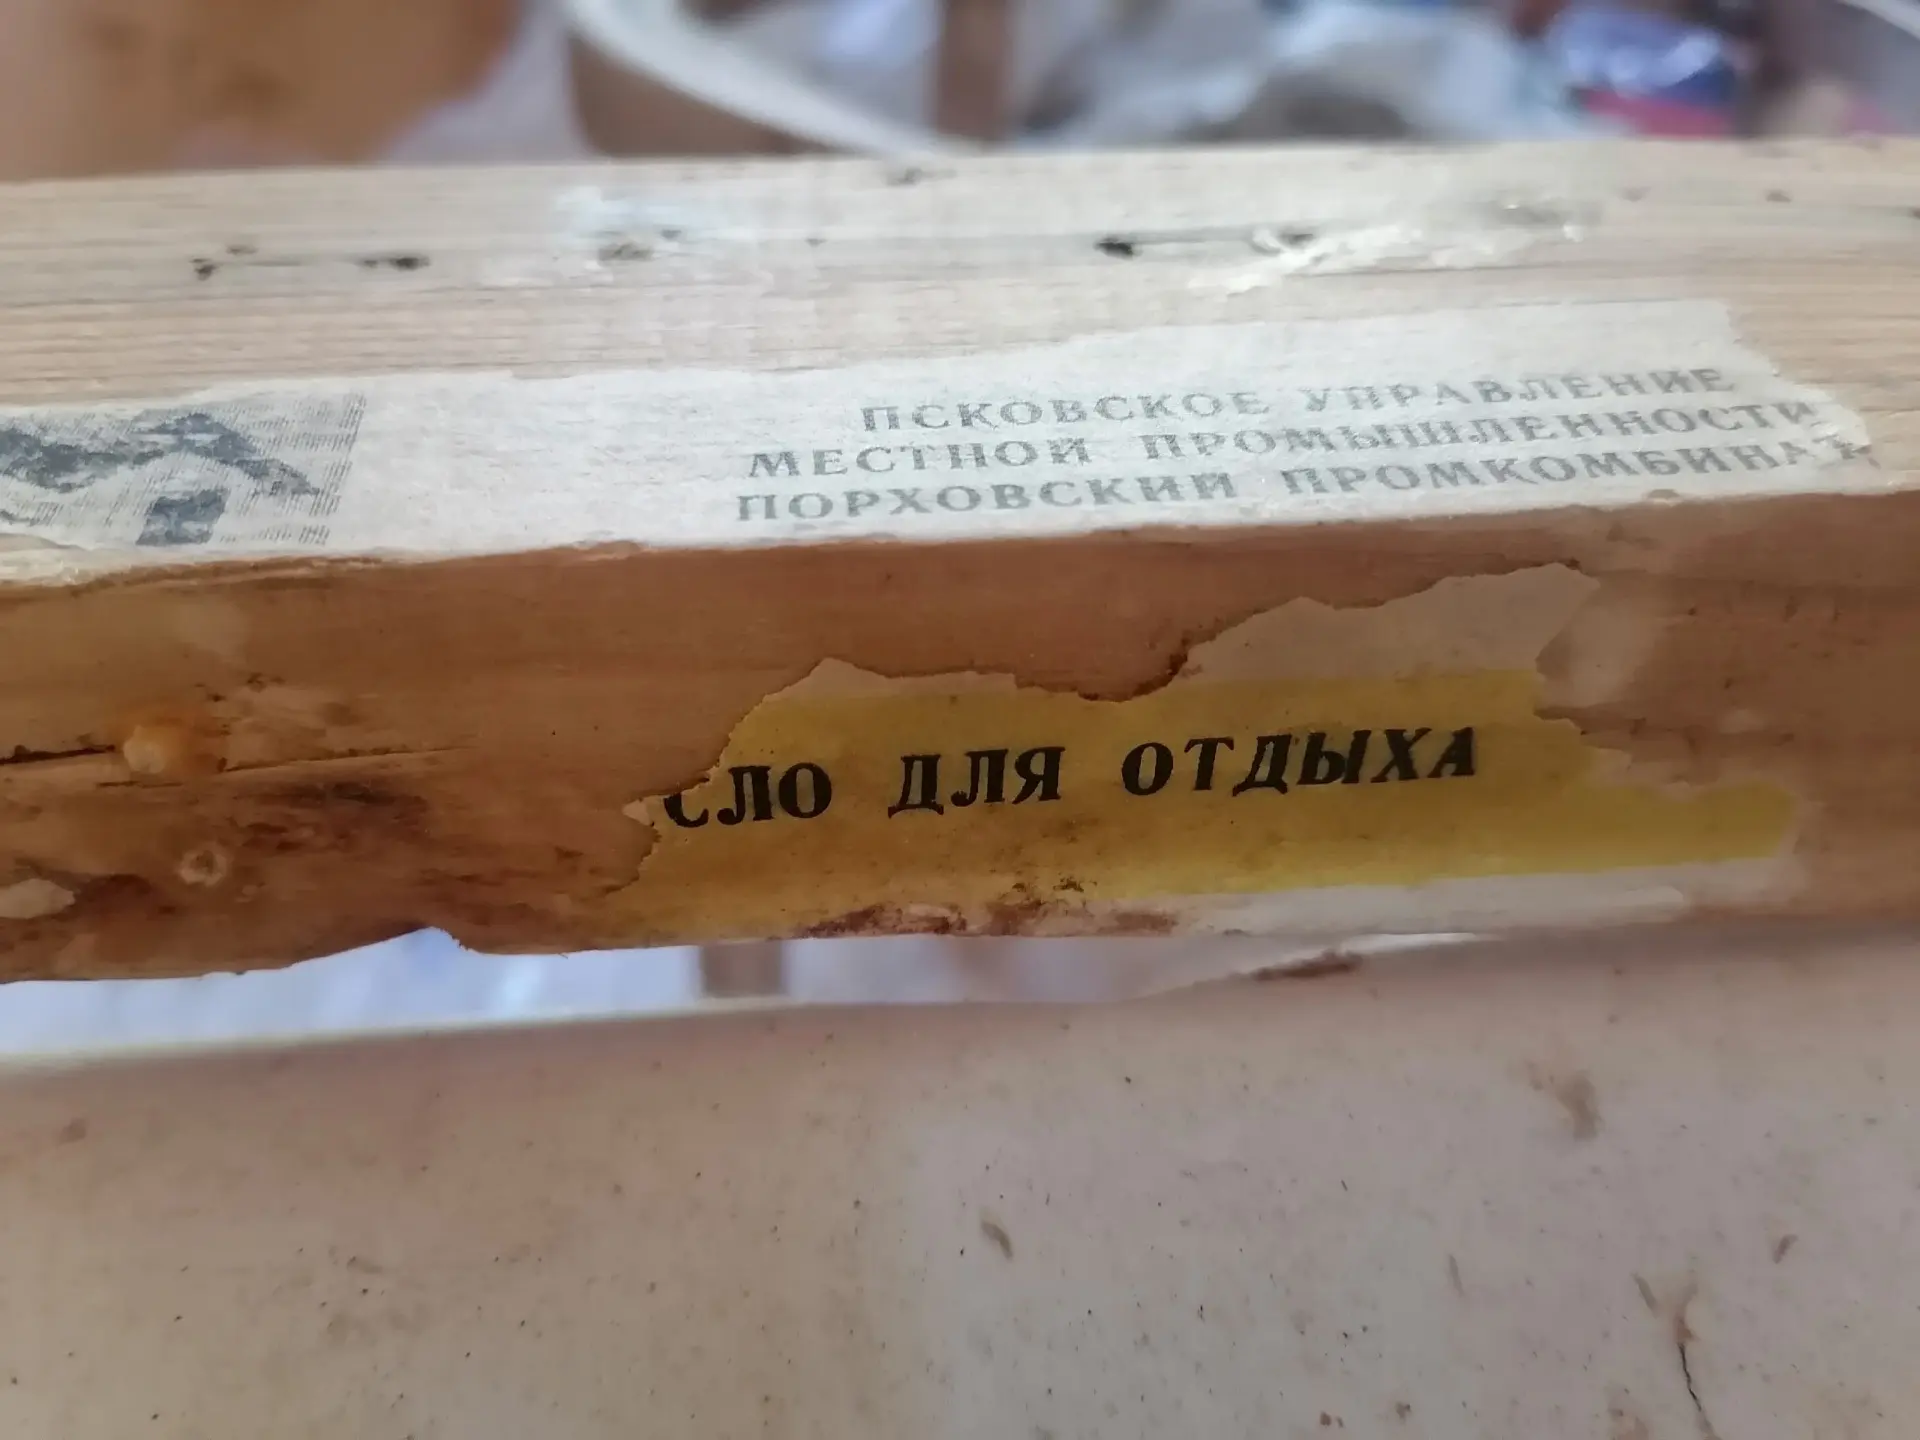 ПСКОВСКОЕ УПРАВЛЕНИЕ
МЕСТНОЙ ПРОМЫШЛЕННОСТИ
ПОРХОВСКИЙ ПРОМКОМБИНАТ
СЛО ДЛЯ ОТДЫХА